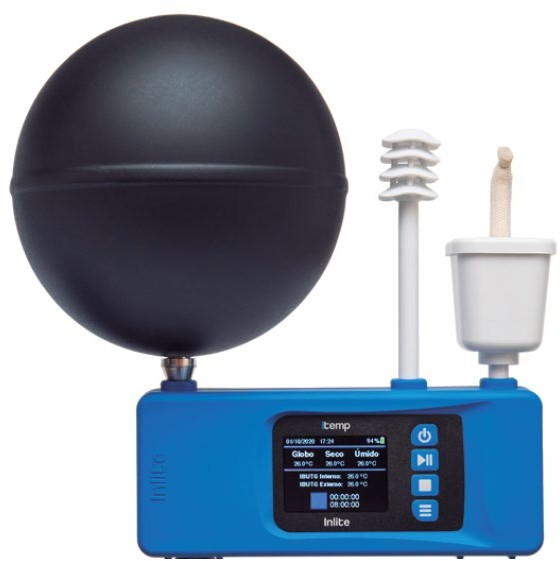 itemp
01/10/2020 17:24 94%
Globo Seco Úmido
26.0°C 26.0°C 26.0°C
IBUTG Interno: 26.0 °C
IBUTG Externo: 26.0 °C
00:00:00
08:00:00
Inlite
Inlite